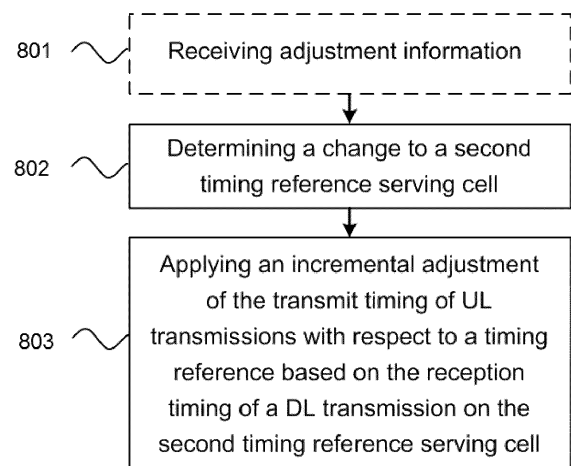 801
Receiving adjustment information
802
Determining a change to a second
timing reference serving cell
803
Applying an incremental adjustment
of the transmit timing of UL
transmissions with respect to a timing
reference based on the reception
timing of a DL transmission on the
second timing reference serving cell